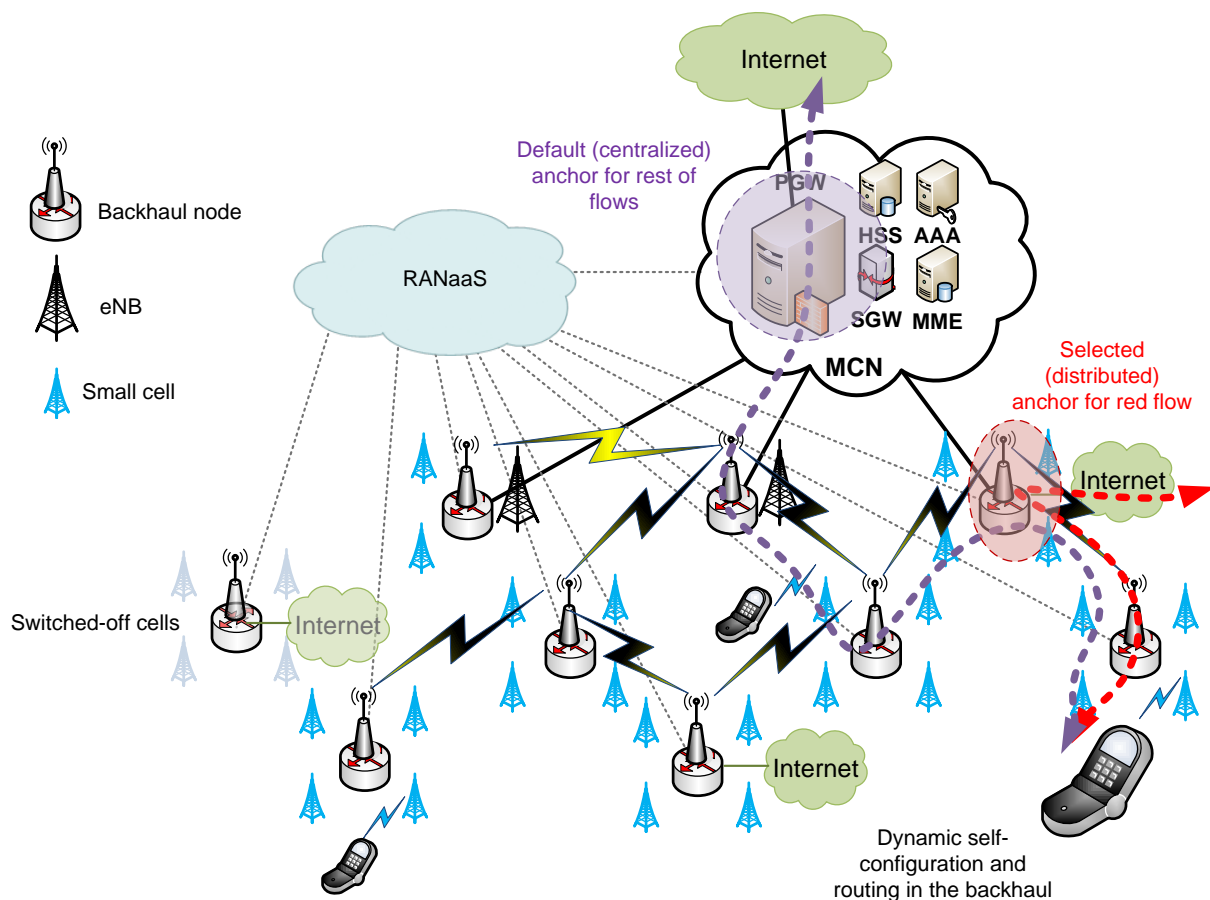 Internet
Default (centralized)
anchor for rest of
flows
PGW
HSS
AAA
SGW
MME
MCN
Backhaul node
eNB
Small cell
RANaaS
Selected
(distributed)
anchor for red flow
Internet
Switched-off cells
Internet
Internet
Dynamic self-
configuration and
routing in the backhaul